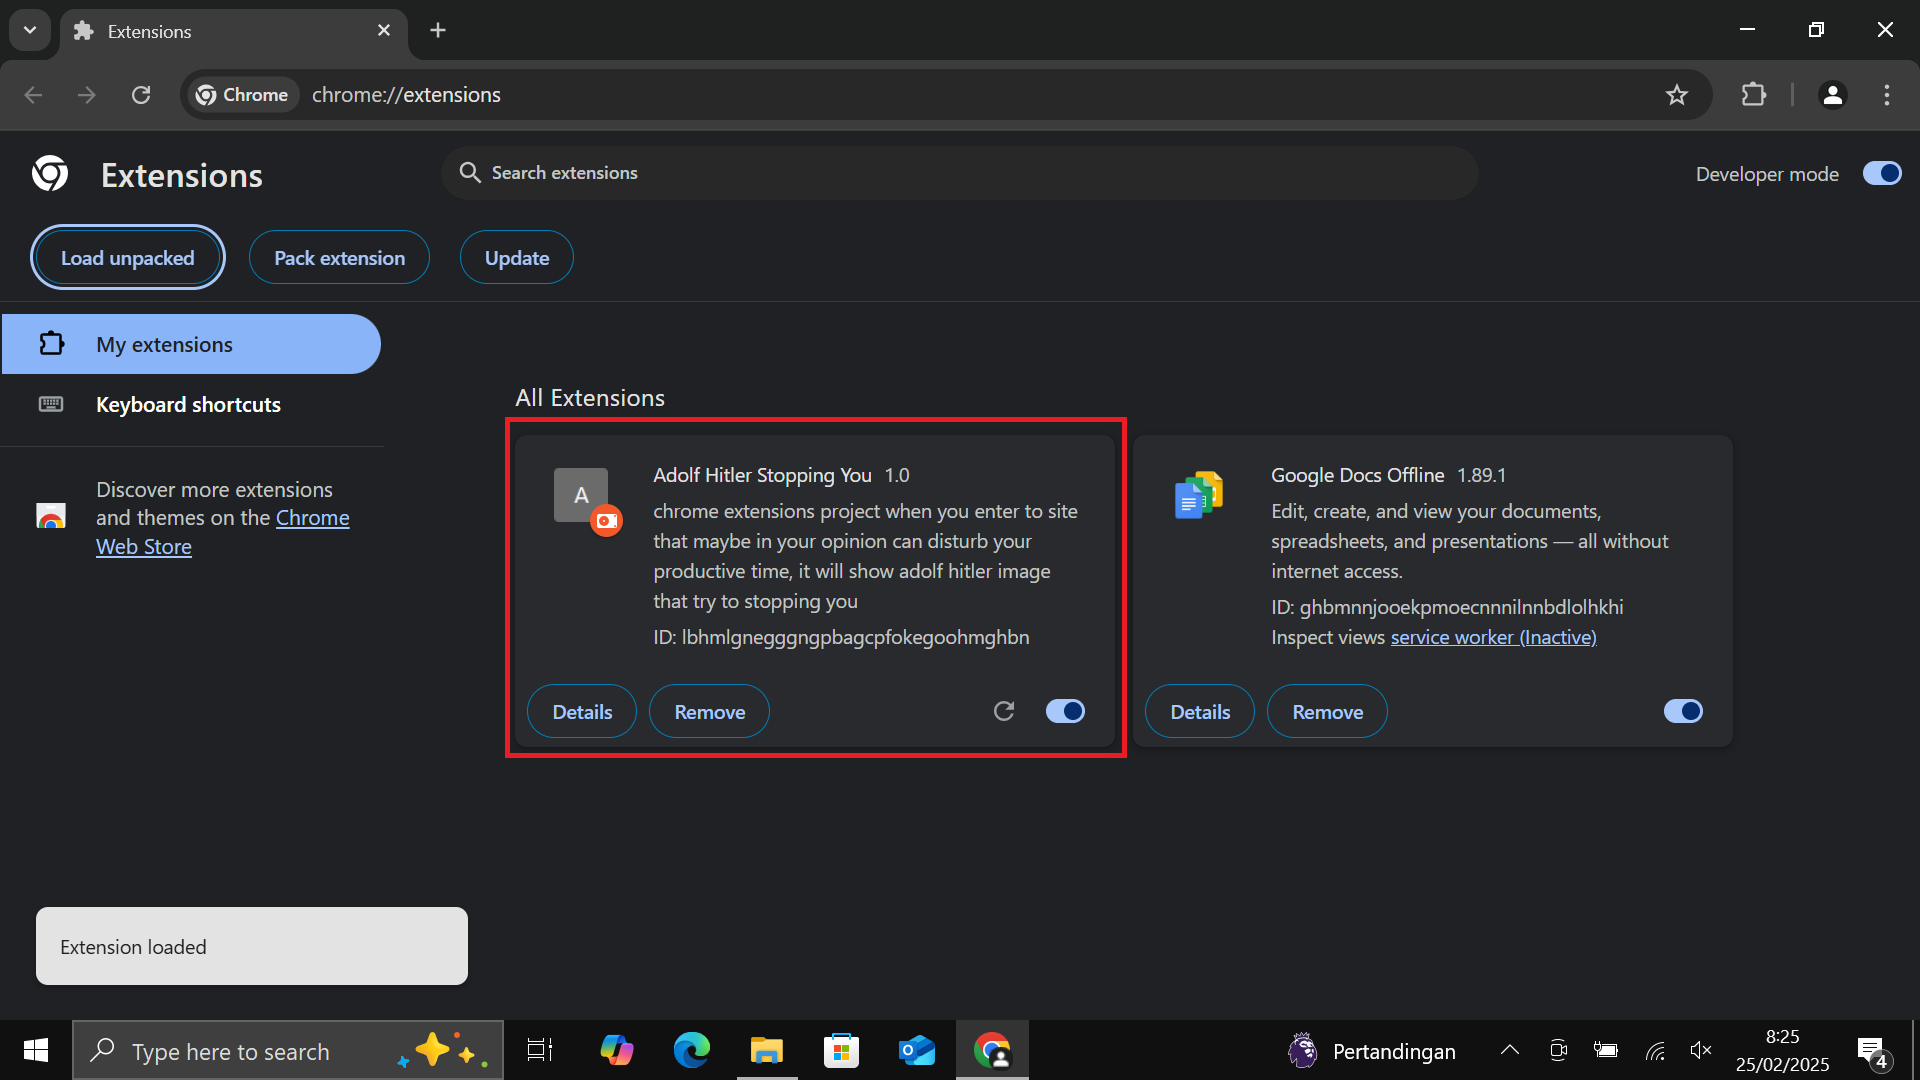 Extensions
Chrome
chrome://extensions
Extensions
Search extensions
Developer mode
Load unpacked
Pack extension
Update
My extensions
Keyboard shortcuts
Discover more extensions
and themes on the Chrome
Web Store
All Extensions
A
Adolf Hitler Stopping You 1.0
chrome extensions project when you enter to site
that maybe in your opinion can disturb your
productive time, it will show adolf hitler image
that try to stopping you
ID: lbhmlgnegggngpbagcpfokegoohmghbn
Details
Remove
Google Docs Offline 1.89.1
Edit, create, and view your documents,
spreadsheets, and presentations — all without
internet access.
ID: ghbmnnjooekpmoecnnnilnnbdlolhkhi
Inspect views service worker (Inactive)
Details
Remove
Extension loaded
Type here to search
Pertandingan
8:25
25/02/2025
4